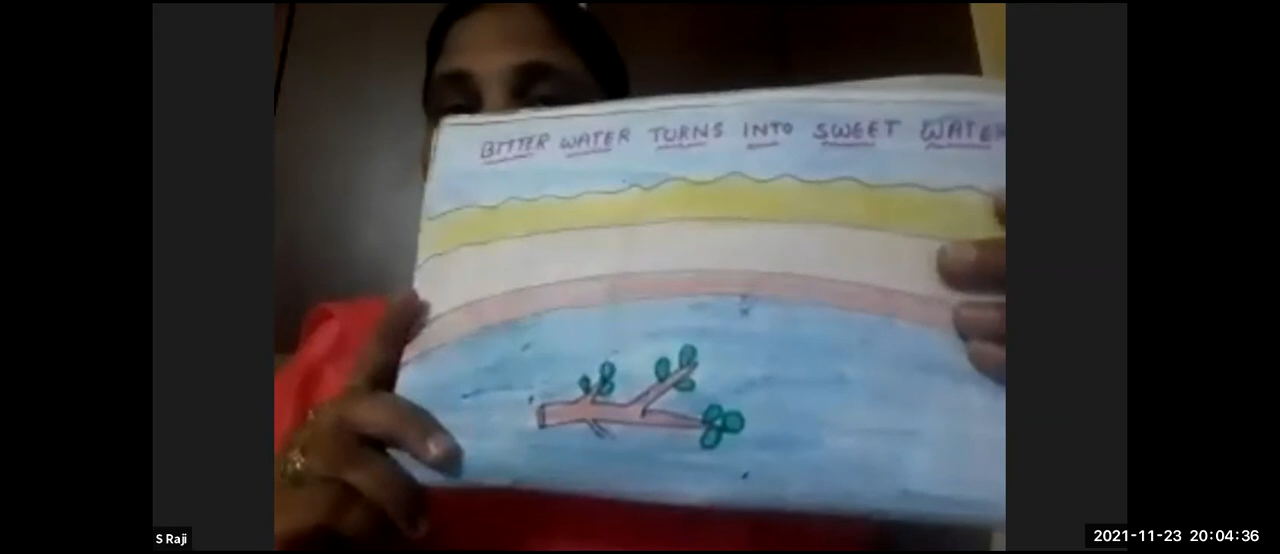 BITTER WATER TURNS INTO SWEET WATER
S Raji
2021-11-23 20:04:36